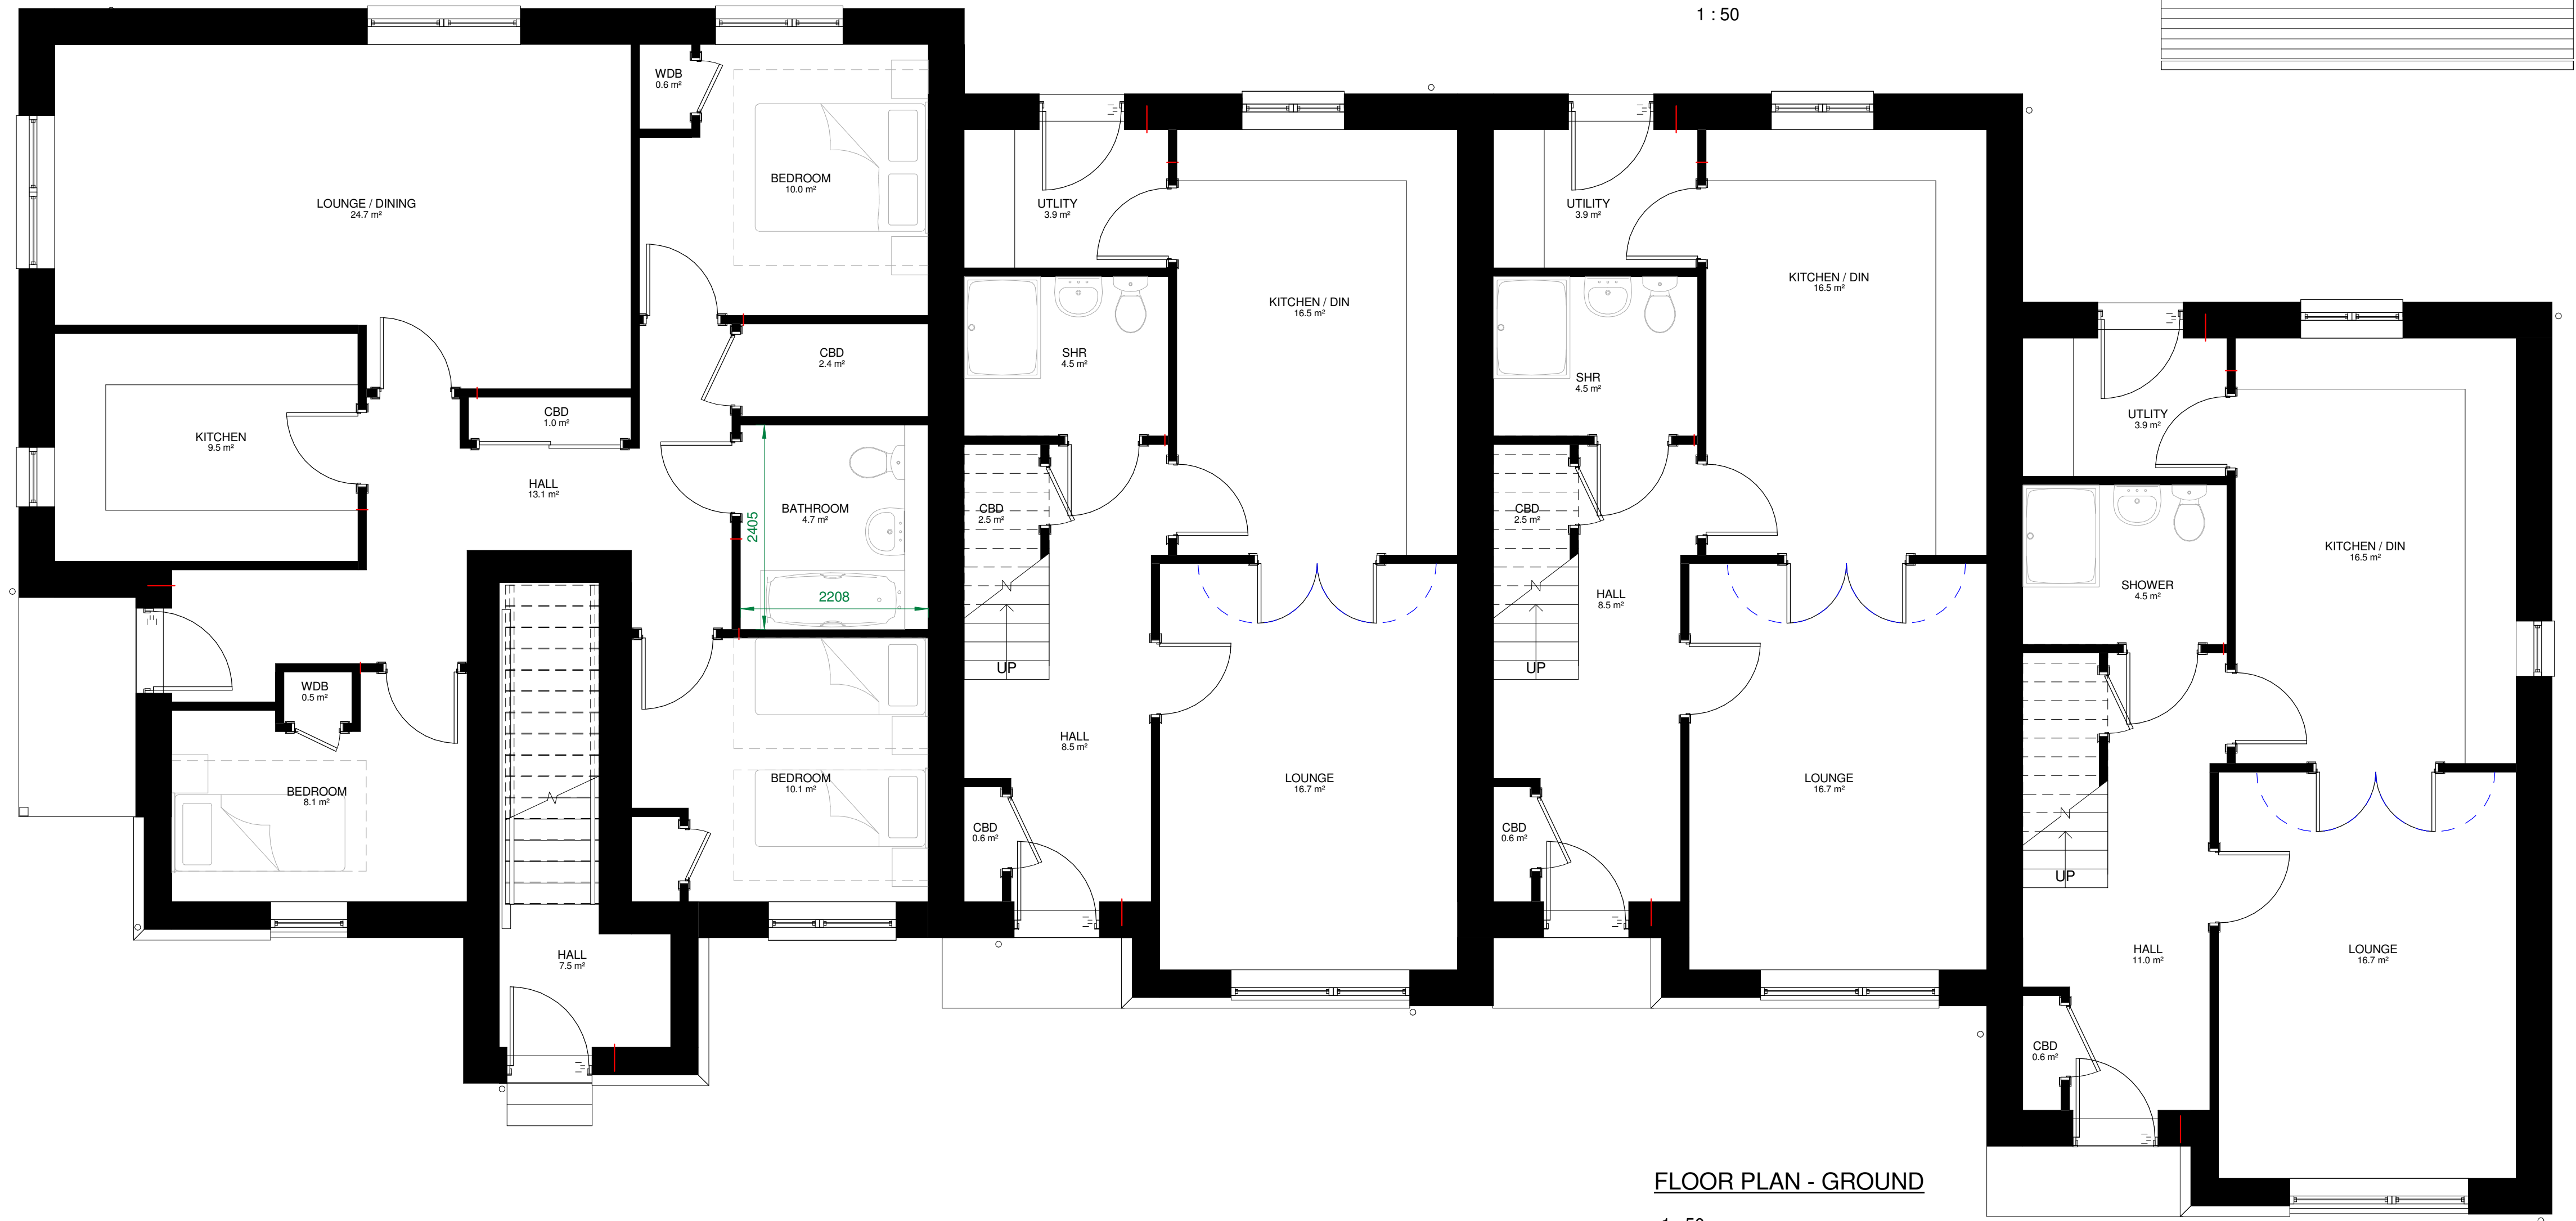 1 : 50
WDB
0.6 m²
BEDROOM
10.0 m²
LOUNGE / DINING
24.7 m²
CBD
2.4 m²
CBD
1.0 m²
KITCHEN
9.5 m²
HALL
13.1 m²
BATHROOM
4.7 m²
2405
2208
WDB
0.5 m²
BEDROOM
8.1 m²
BEDROOM
10.1 m²
HALL
7.5 m²
UTLITY
3.9 m²
KITCHEN / DIN
16.5 m²
SHR
4.5 m²
CBD
2.5 m²
UP
HALL
8.5 m²
LOUNGE
16.7 m²
CBD
0.6 m²
UTILITY
3.9 m²
KITCHEN / DIN
16.5 m²
SHR
4.5 m²
CBD
2.5 m²
HALL
8.5 m²
UP
LOUNGE
16.7 m²
CBD
0.6 m²
UTLITY
3.9 m²
KITCHEN / DIN
16.5 m²
SHOWER
4.5 m²
UP
HALL
11.0 m²
LOUNGE
16.7 m²
CBD
0.6 m²
FLOOR PLAN - GROUND
1 : 50